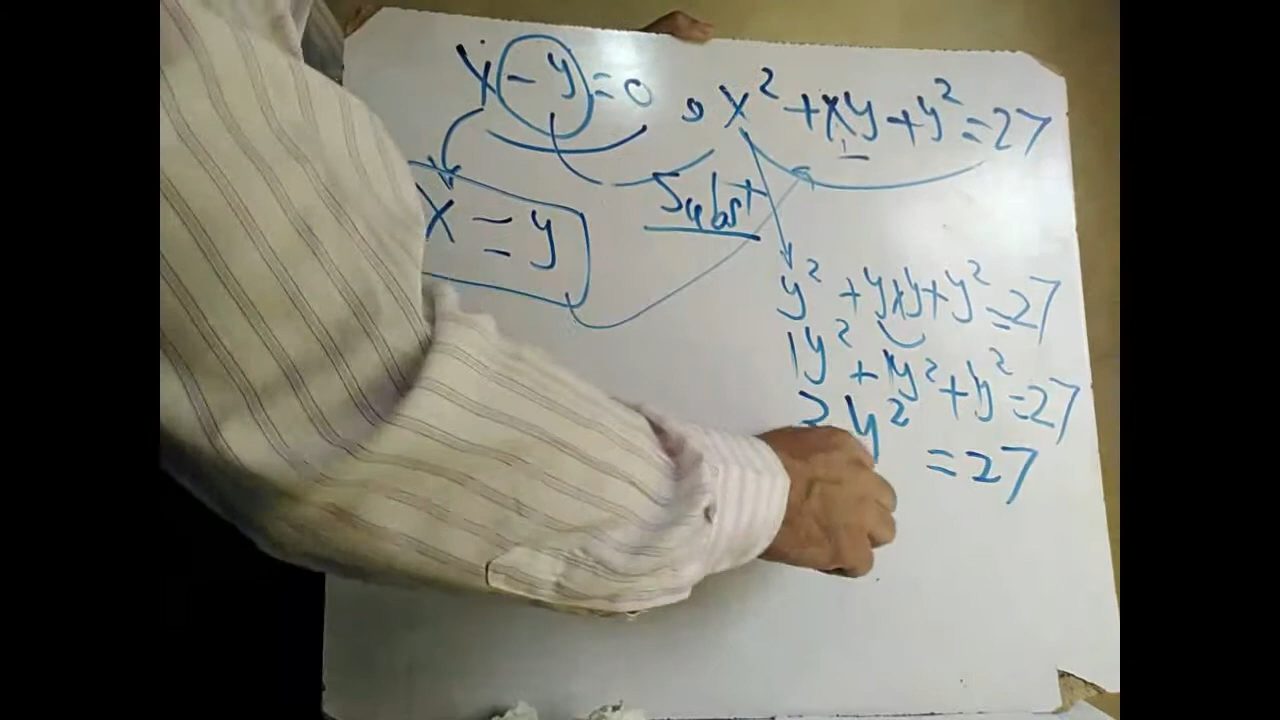 x - y = 0 , x² + xy + y² = 27
x = y
Subst
y² + y×y + y² = 27
1y² + 1y² + 1y² = 27
3y² = 27